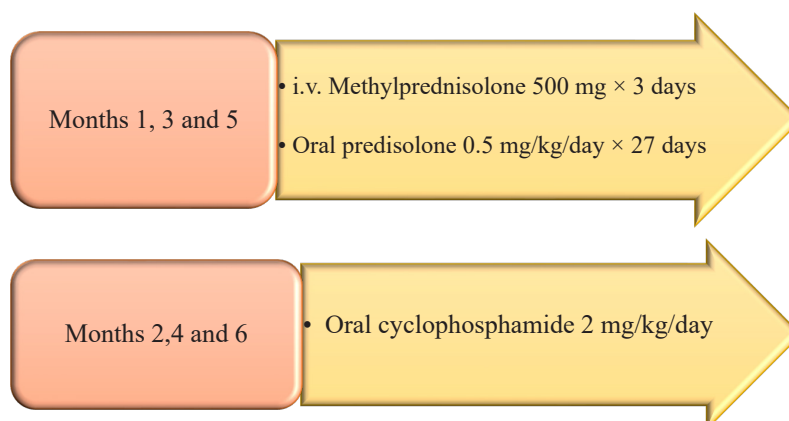 Months 1, 3 and 5
• i.v. Methylprednisolone 500 mg × 3 days
• Oral predisolone 0.5 mg/kg/day × 27 days
Months 2,4 and 6
• Oral cyclophosphamide 2 mg/kg/day